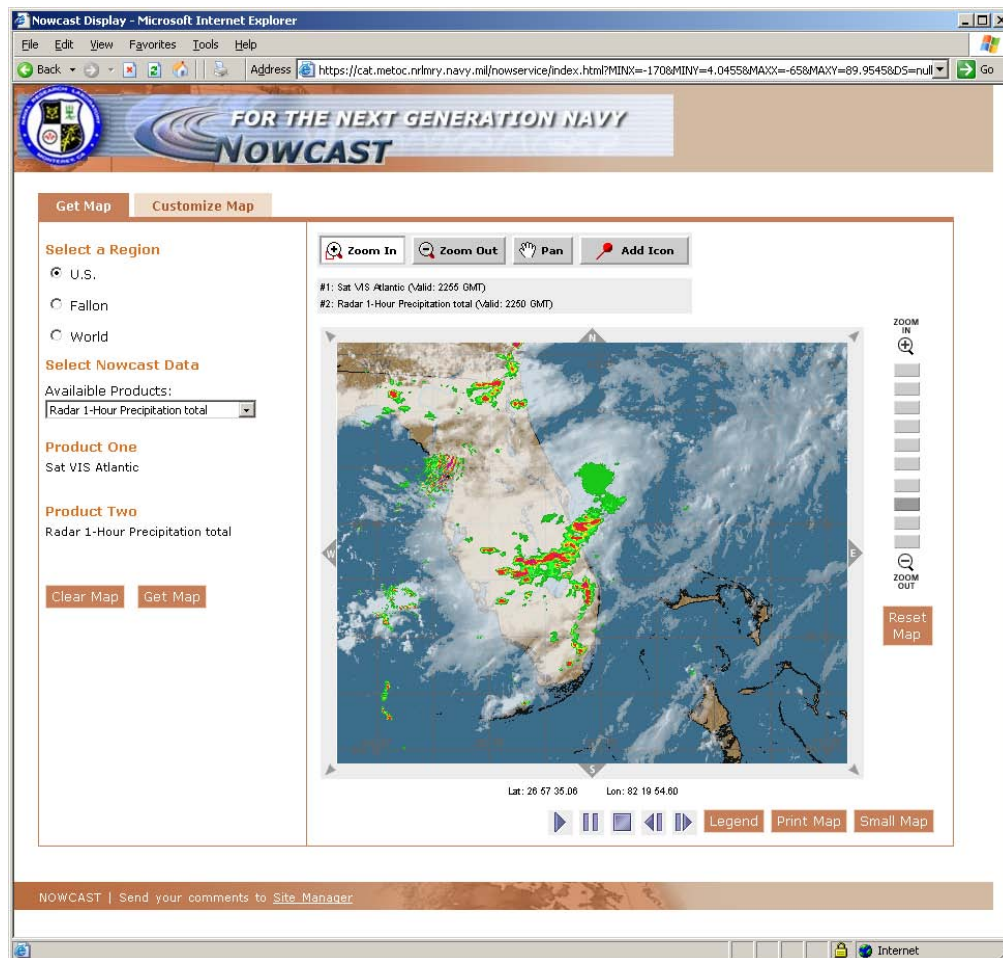 Nowcast Display - Microsoft Internet Explorer
File Edit View Favorites Tools Help
Back Address https://cat.metoc.nrlmry.navy.mil/nowservice/index.html?MINX=-170&MINY=4.0455&MAXX=-65&MAXY=89.9545&DS=null Go
FOR THE NEXT GENERATION NAVY
NOWCAST
MONTEREY, CA
Get Map Customize Map
Zoom In Zoom Out Pan Add Icon
Select a Region
U.S.
Fallon
World
#1: Sat VIS Atlantic (Valid: 2255 GMT)
#2: Radar 1-Hour Precipitation total (Valid: 2250 GMT)
Select Nowcast Data
Availaible Products:
Radar 1-Hour Precipitation total
Product One
Sat VIS Atlantic
Product Two
Radar 1-Hour Precipitation total
Clear Map Get Map
N
W
E
S
ZOOM
IN
ZOOM
OUT
Reset
Map
Lat: 26 57 35.06 Lon: 82 19 54.60
Legend Print Map Small Map
NOWCAST | Send your comments to Site Manager
Internet